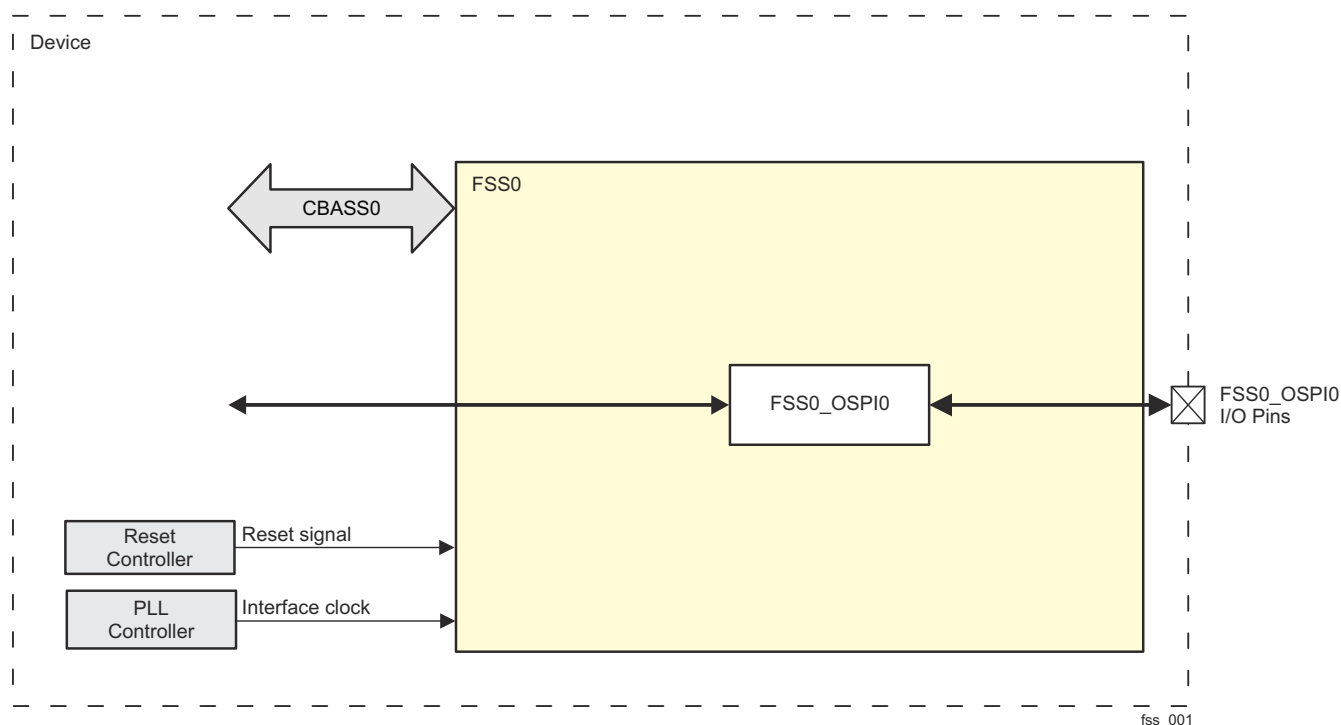 Device
FSS0
CBASS0
FSS0_OSPI0
FSS0_OSPI0
I/O Pins
Reset
Controller
Reset signal
PLL
Controller
Interface clock
fss_001